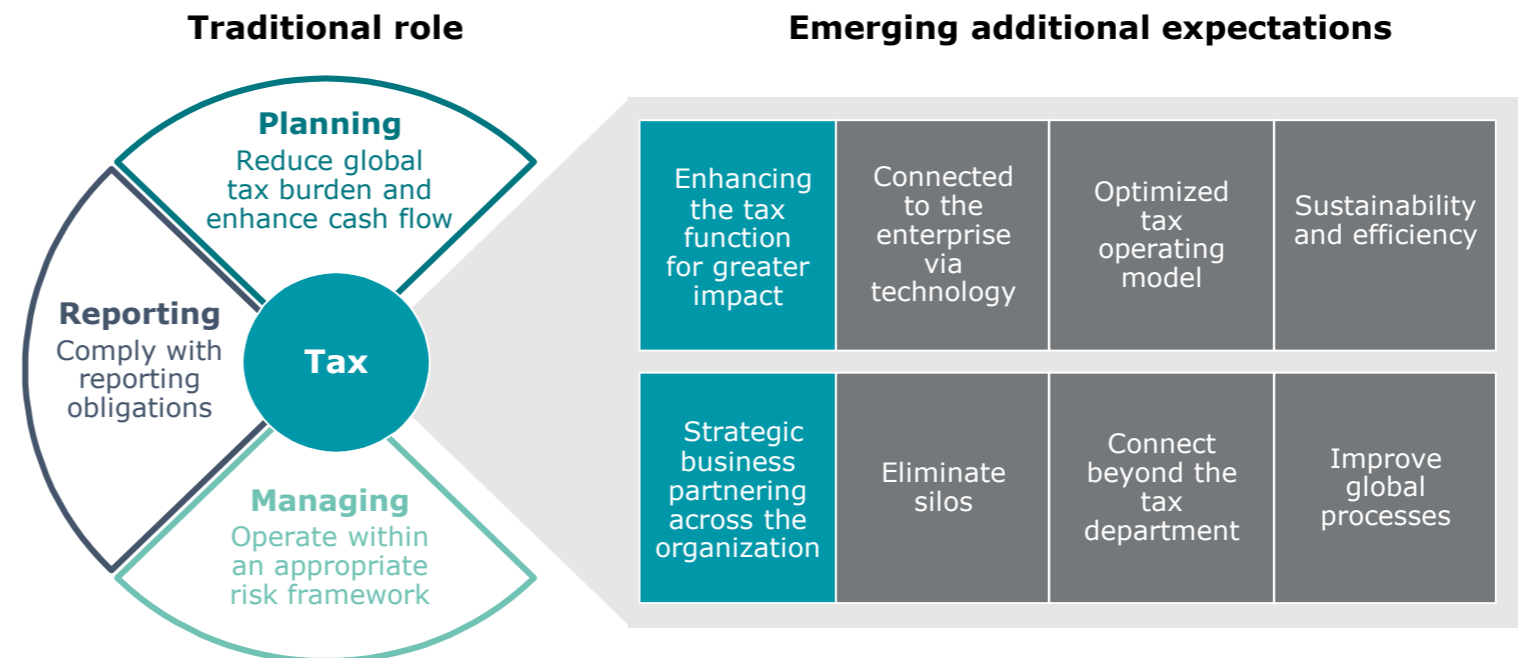 Traditional role
Planning
Reduce global
tax burden and
enhance cash flow
Reporting
Comply with
reporting
obligations
Tax
Managing
Operate within
an appropriate
risk framework
Emerging additional expectations
Enhancing
the tax
function
for greater
impact
Connected
to the
enterprise
via
technology
Optimized
tax
operating
model
Sustainability
and efficiency
Strategic
business
partnering
across the
organization
Eliminate
silos
Connect
beyond the
tax
department
Improve
global
processes